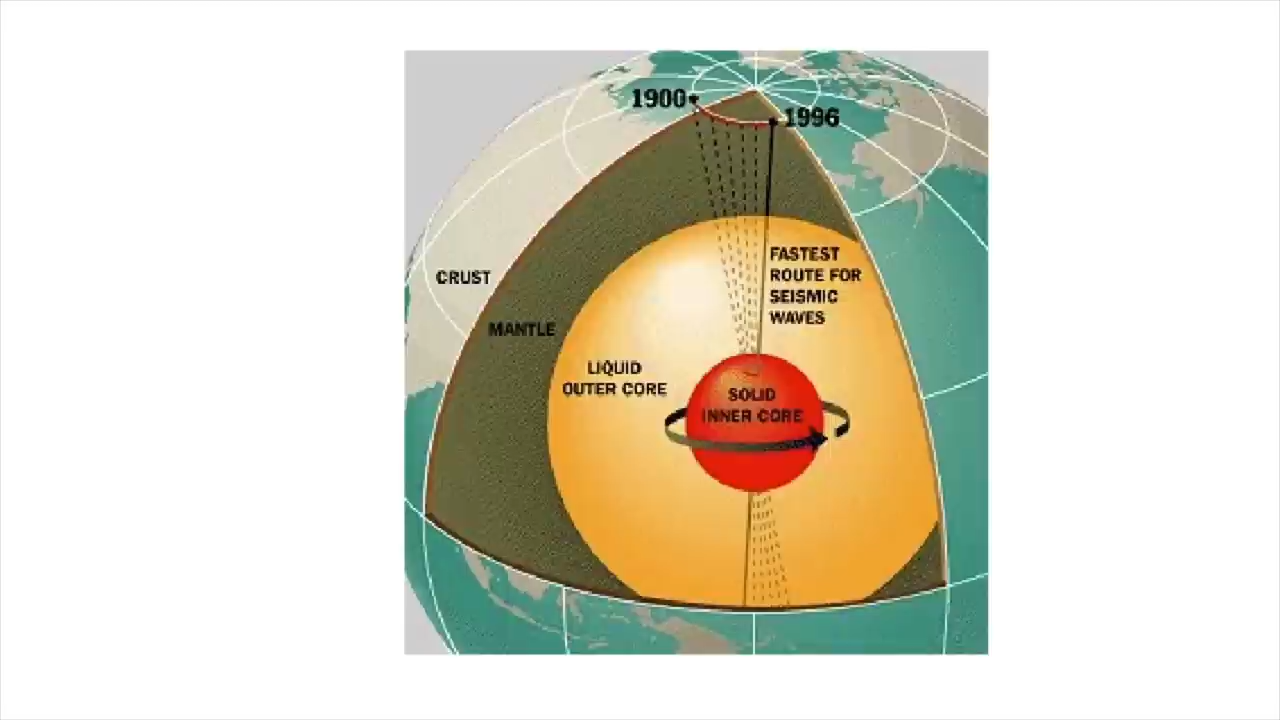 1900
1996
FASTEST
ROUTE FOR
SEISMIC
WAVES
CRUST
MANTLE
LIQUID
OUTER CORE
SOLID
INNER CORE